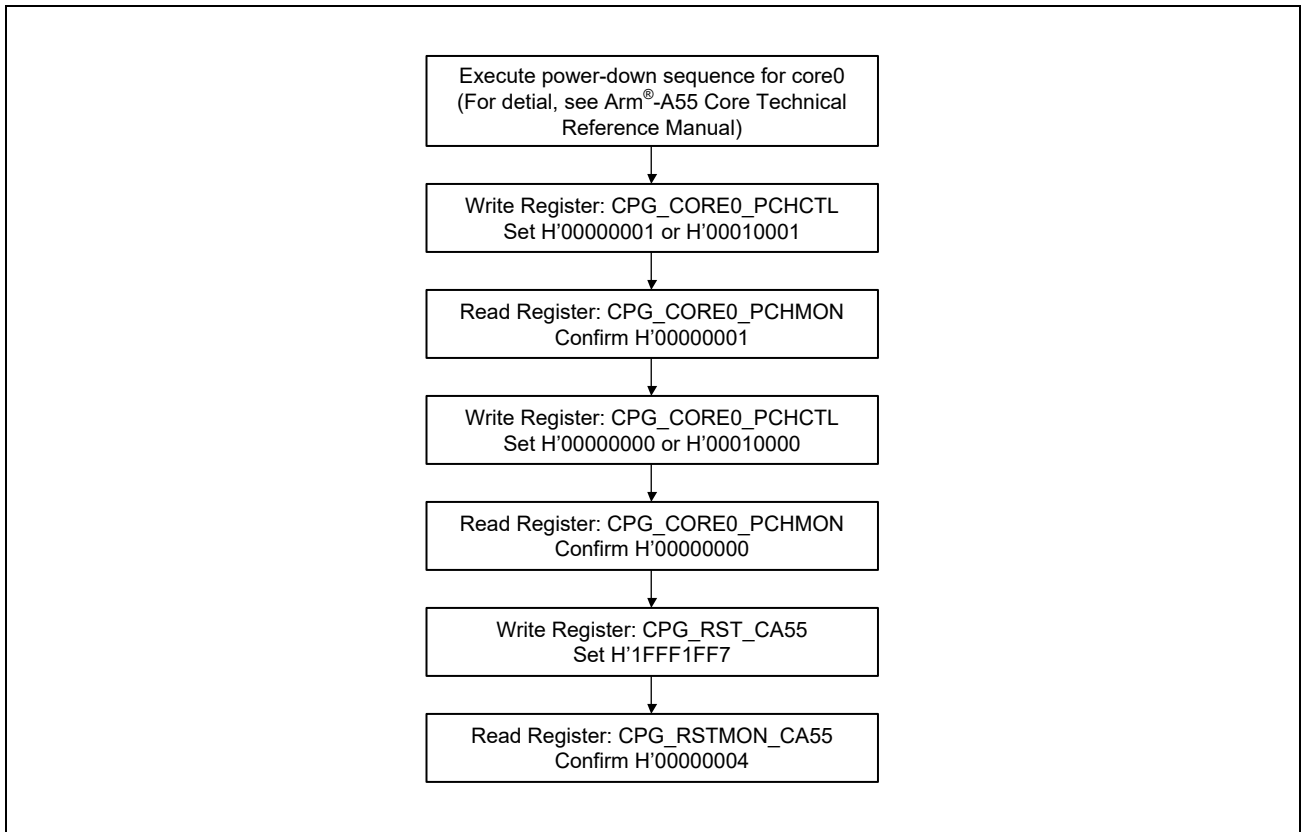 Execute power-down sequence for core0
(For detial, see Arm®-A55 Core Technical
Reference Manual)
Write Register: CPG_CORE0_PCHCTL
Set H’00000001 or H’00010001
Read Register: CPG_CORE0_PCHMON
Confirm H’00000001
Write Register: CPG_CORE0_PCHCTL
Set H’00000000 or H’00010000
Read Register: CPG_CORE0_PCHMON
Confirm H’00000000
Write Register: CPG_RST_CA55
Set H’1FFF1FF7
Read Register: CPG_RSTMON_CA55
Confirm H’00000004